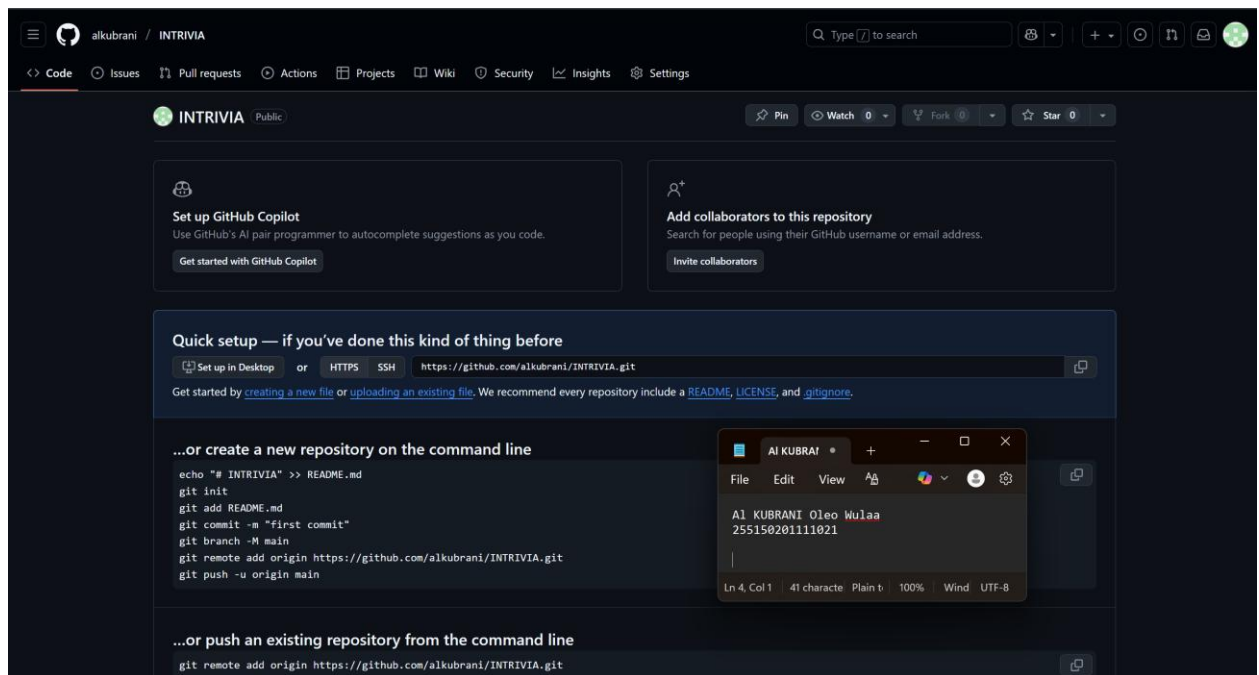 alkubrani / INTRIVIA
Type / to search
Code Issues Pull requests Actions Projects Wiki Security Insights Settings
INTRIVIA Public
Pin Watch 0 Fork 0 Star 0
Set up GitHub Copilot
Use GitHub's AI pair programmer to autocomplete suggestions as you code.
Get started with GitHub Copilot
Add collaborators to this repository
Search for people using their GitHub username or email address.
Invite collaborators
Quick setup — if you've done this kind of thing before
Set up in Desktop or HTTPS SSH https://github.com/alkubrani/INTRIVIA.git
Get started by creating a new file or uploading an existing file. We recommend every repository include a README, LICENSE, and .gitignore.
...or create a new repository on the command line
echo "# INTRIVIA" >> README.md
git init
git add README.md
git commit -m "first commit"
git branch -M main
git remote add origin https://github.com/alkubrani/INTRIVIA.git
git push -u origin main
Al KUBRA
File Edit View
Al KUBRANI Oleo Wulaa
255150201111021
Ln 4, Col 1 41 characte Plain t 100% Wind UTF-8
...or push an existing repository from the command line
git remote add origin https://github.com/alkubrani/INTRIVIA.git